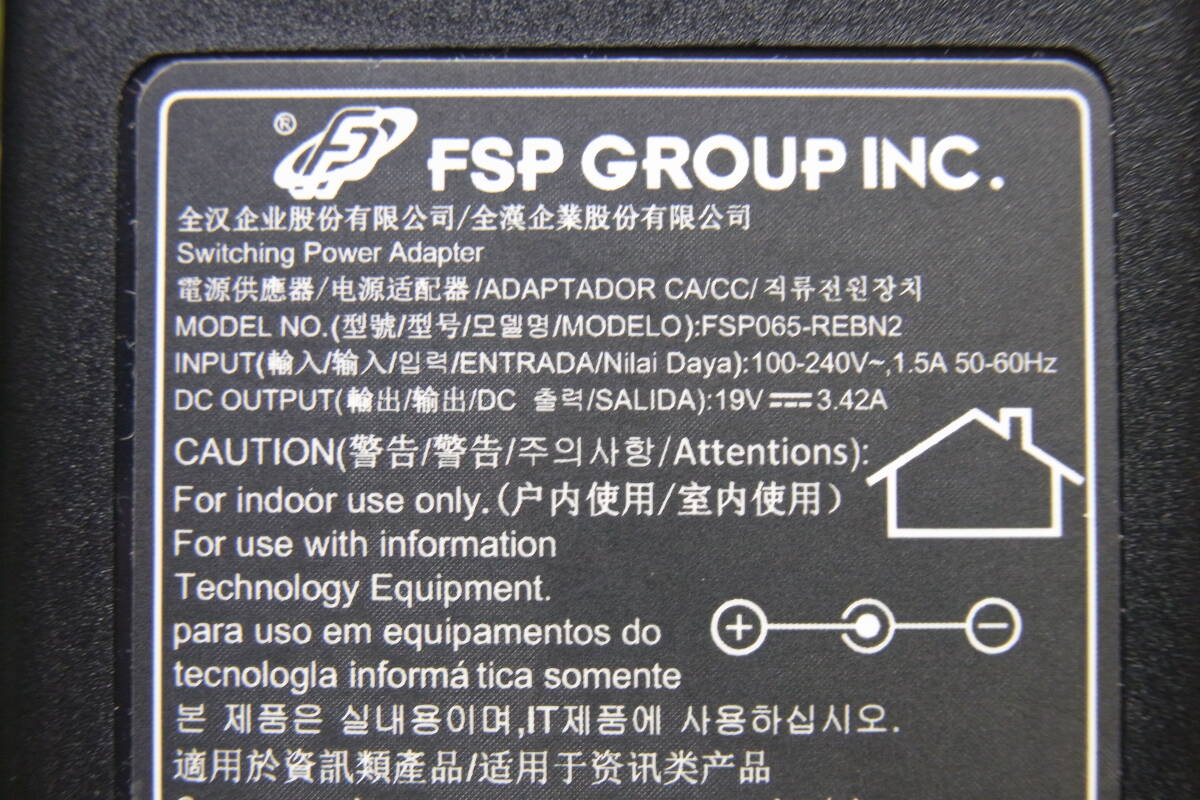 ® FSP GROUP INC.
全汉企业股份有限公司/全漢企業股份有限公司
Switching Power Adapter
電源供應器/电源适配器/ADAPTADOR CA/CC/직류전원장치
MODEL NO.(型號/型号/모델명/MODELO):FSP065-REBN2
INPUT(輸入/输入/입력/ENTRADA/Nilai Daya):100-240V~,1.5A 50-60Hz
DC OUTPUT(輸出/输出/DC 출력/SALIDA):19V⎓3.42A
CAUTION(警告/警告/주의사항/Attentions):
For indoor use only.(户内使用/室内使用)
For use with information
Technology Equipment.
para uso em equipamentos do
tecnologla informá tica somente
본 제품은 실내용이며,IT제품에 사용하십시오.
適用於資訊類產品/适用于资讯类产品